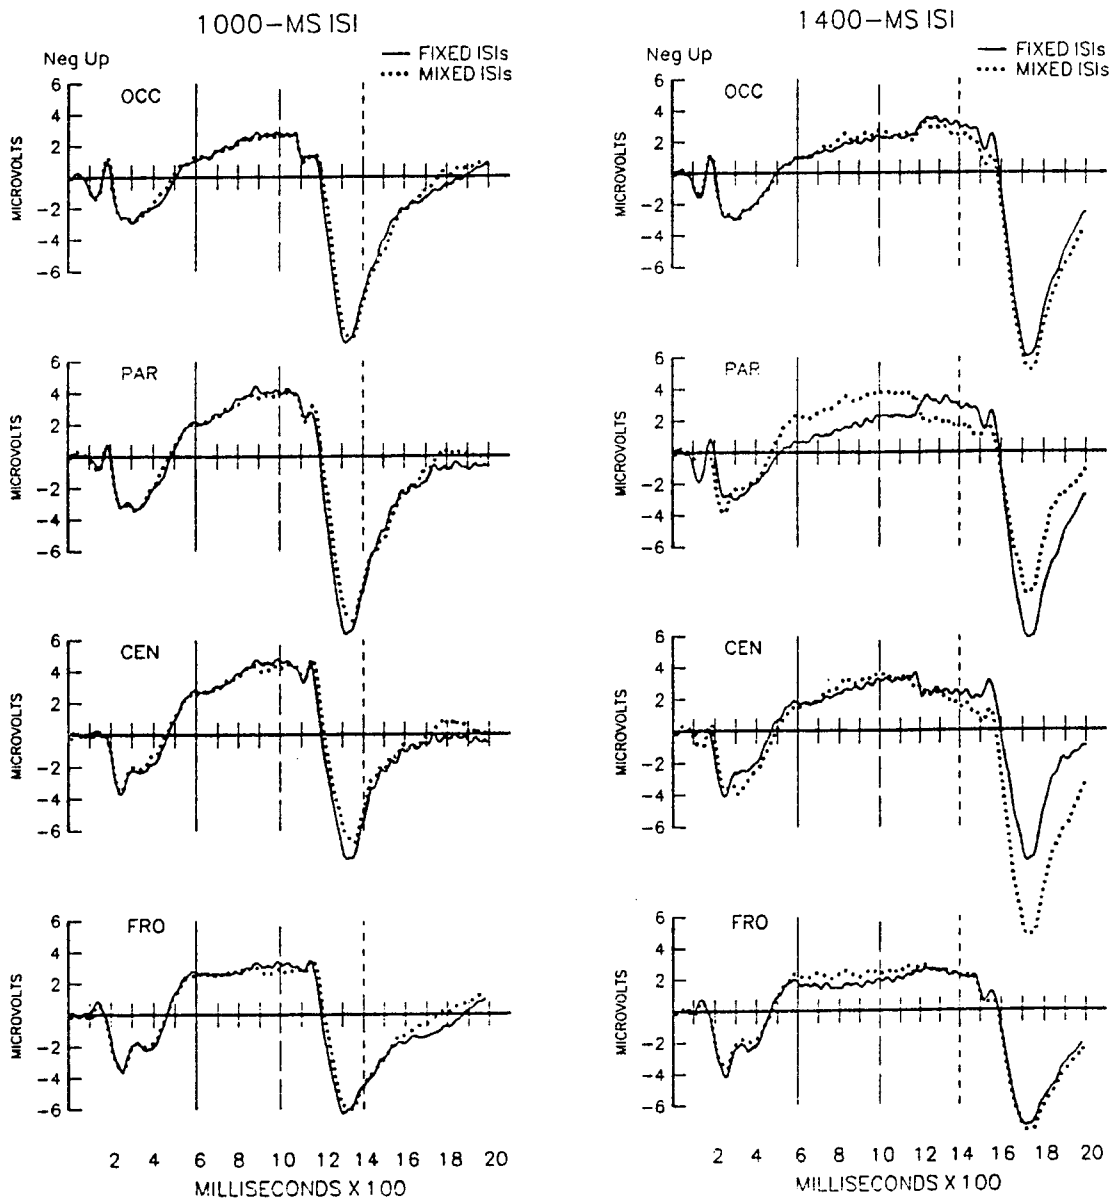 1000-MS ISI
1400-MS ISI
Neg Up
FIXED ISIs
MIXED ISIs
Neg Up
FIXED ISIs
MIXED ISIs
OCC
6
4
2
-2
-4
-6
MICROVOLTS
OCC
6
4
2
-2
-4
-6
MICROVOLTS
PAR
6
4
2
-2
-4
-6
MICROVOLTS
PAR
6
4
2
-2
-4
-6
MICROVOLTS
CEN
6
4
2
-2
-4
-6
MICROVOLTS
CEN
6
4
2
-2
-4
-6
MICROVOLTS
FRO
6
4
2
-2
-4
-6
MICROVOLTS
FRO
6
4
2
-2
-4
-6
MICROVOLTS
2 4 6 8 10 12 14 16 18 20
MILLISECONDS X 100
2 4 6 8 10 12 14 16 18 20
MILLISECONDS X 100